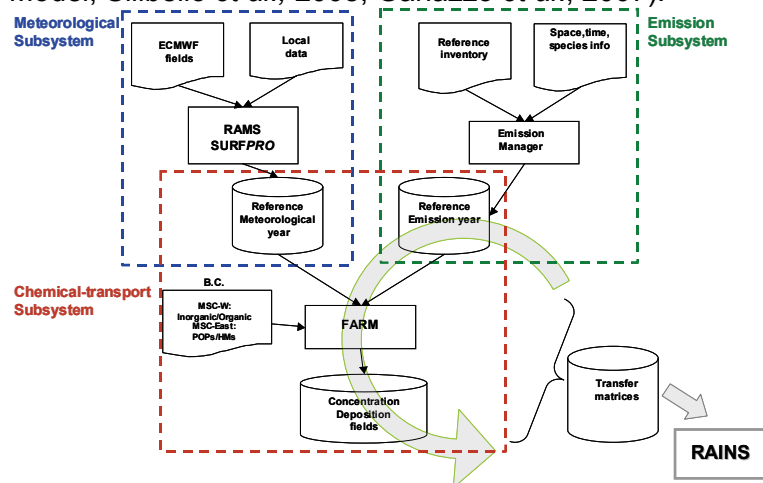 Meteorological
Subsystem
Emission
Subsystem
ECMWF
fields
Local
data
Reference
inventory
Space,time,
species info
RAMS
SURFPRO
Emission
Manager
Reference
Meteorological
year
Reference
Emission year
Chemical-transport
Subsystem
B.C.
MSC-W:
Inorganic/Organic
MSC-East:
POPs/HMs
FARM
Concentration
Deposition
fields
Transfer
matrices
RAINS